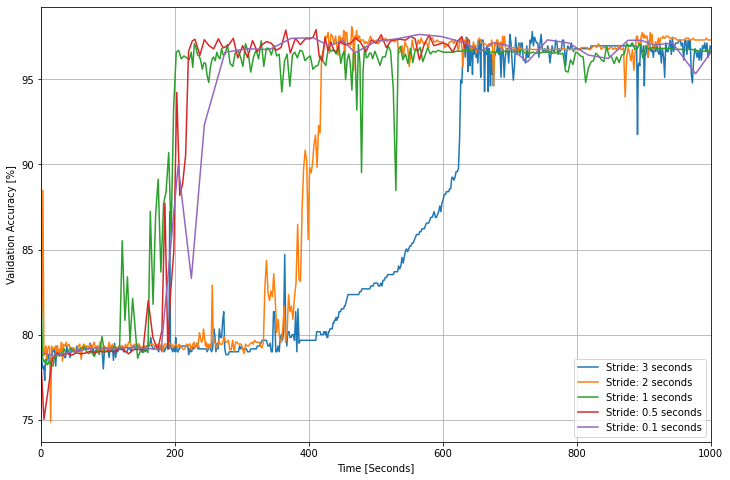 Validation Accuracy [%]
95
90
85
80
75
0
200
400
600
800
1000
Time [Seconds]
Stride: 3 seconds
Stride: 2 seconds
Stride: 1 seconds
Stride: 0.5 seconds
Stride: 0.1 seconds